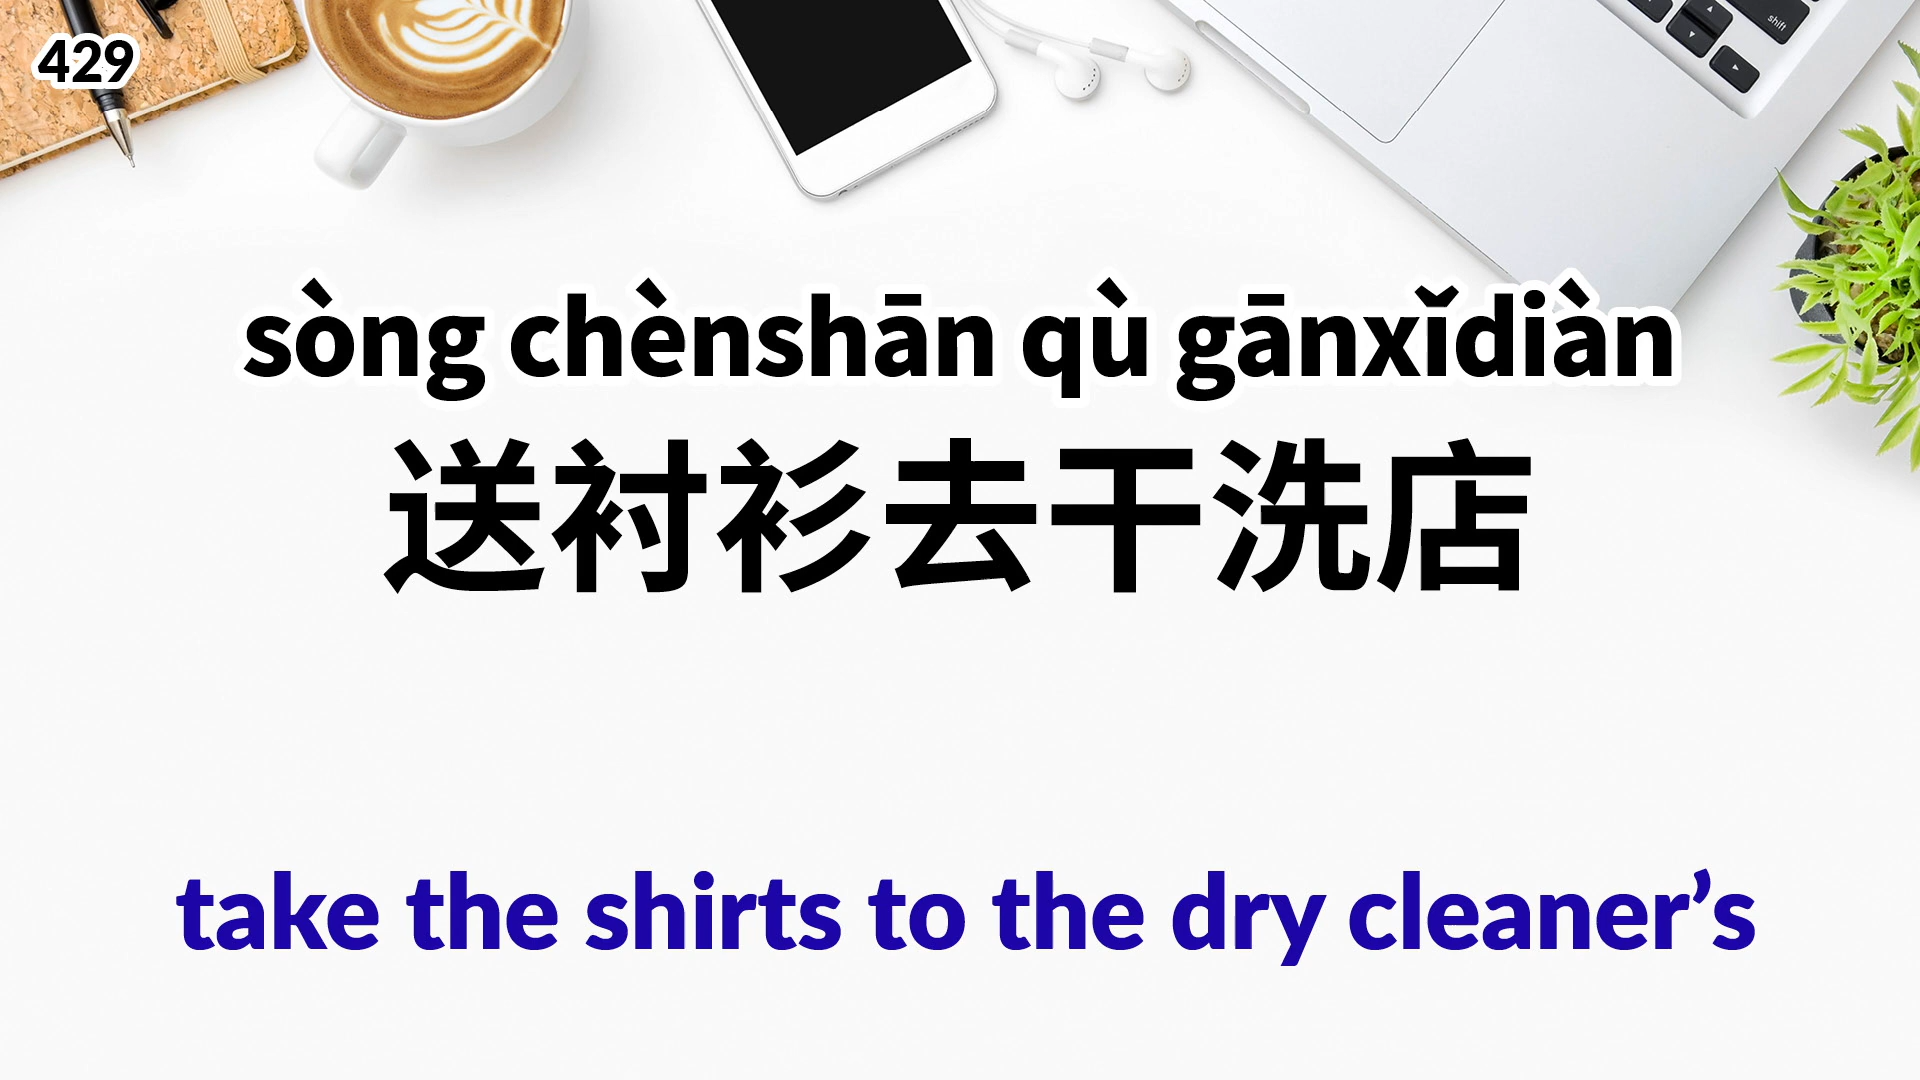 429
shift
sòng chènshān qù gānxǐdiàn
送衬衫去干洗店
take the shirts to the dry cleaner’s